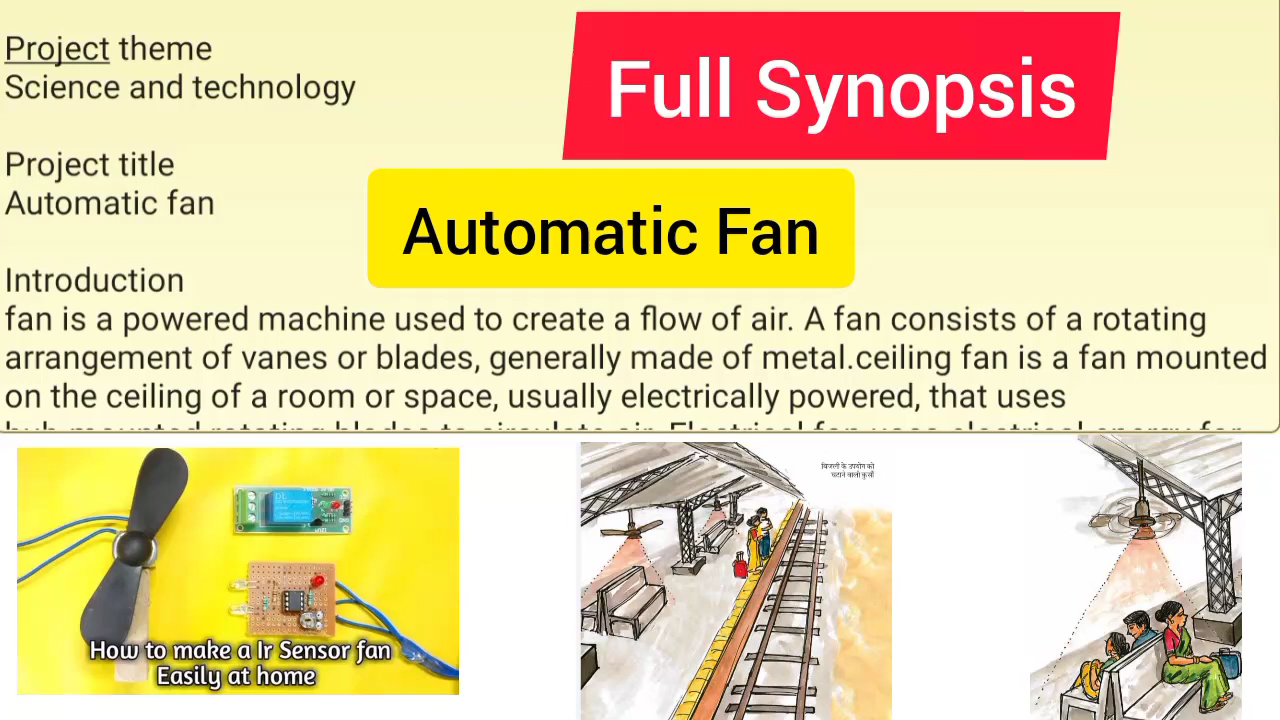 Project theme
Science and technology
Full Synopsis
Project title
Automatic fan
Automatic Fan
Introduction
fan is a powered machine used to create a flow of air. A fan consists of a rotating
arrangement of vanes or blades, generally made of metal.ceiling fan is a fan mounted
on the ceiling of a room or space, usually electrically powered, that uses
बिजली के उपयोग को
घटाने वाली कुर्सी
How to make a Ir Sensor fan
Easily at home